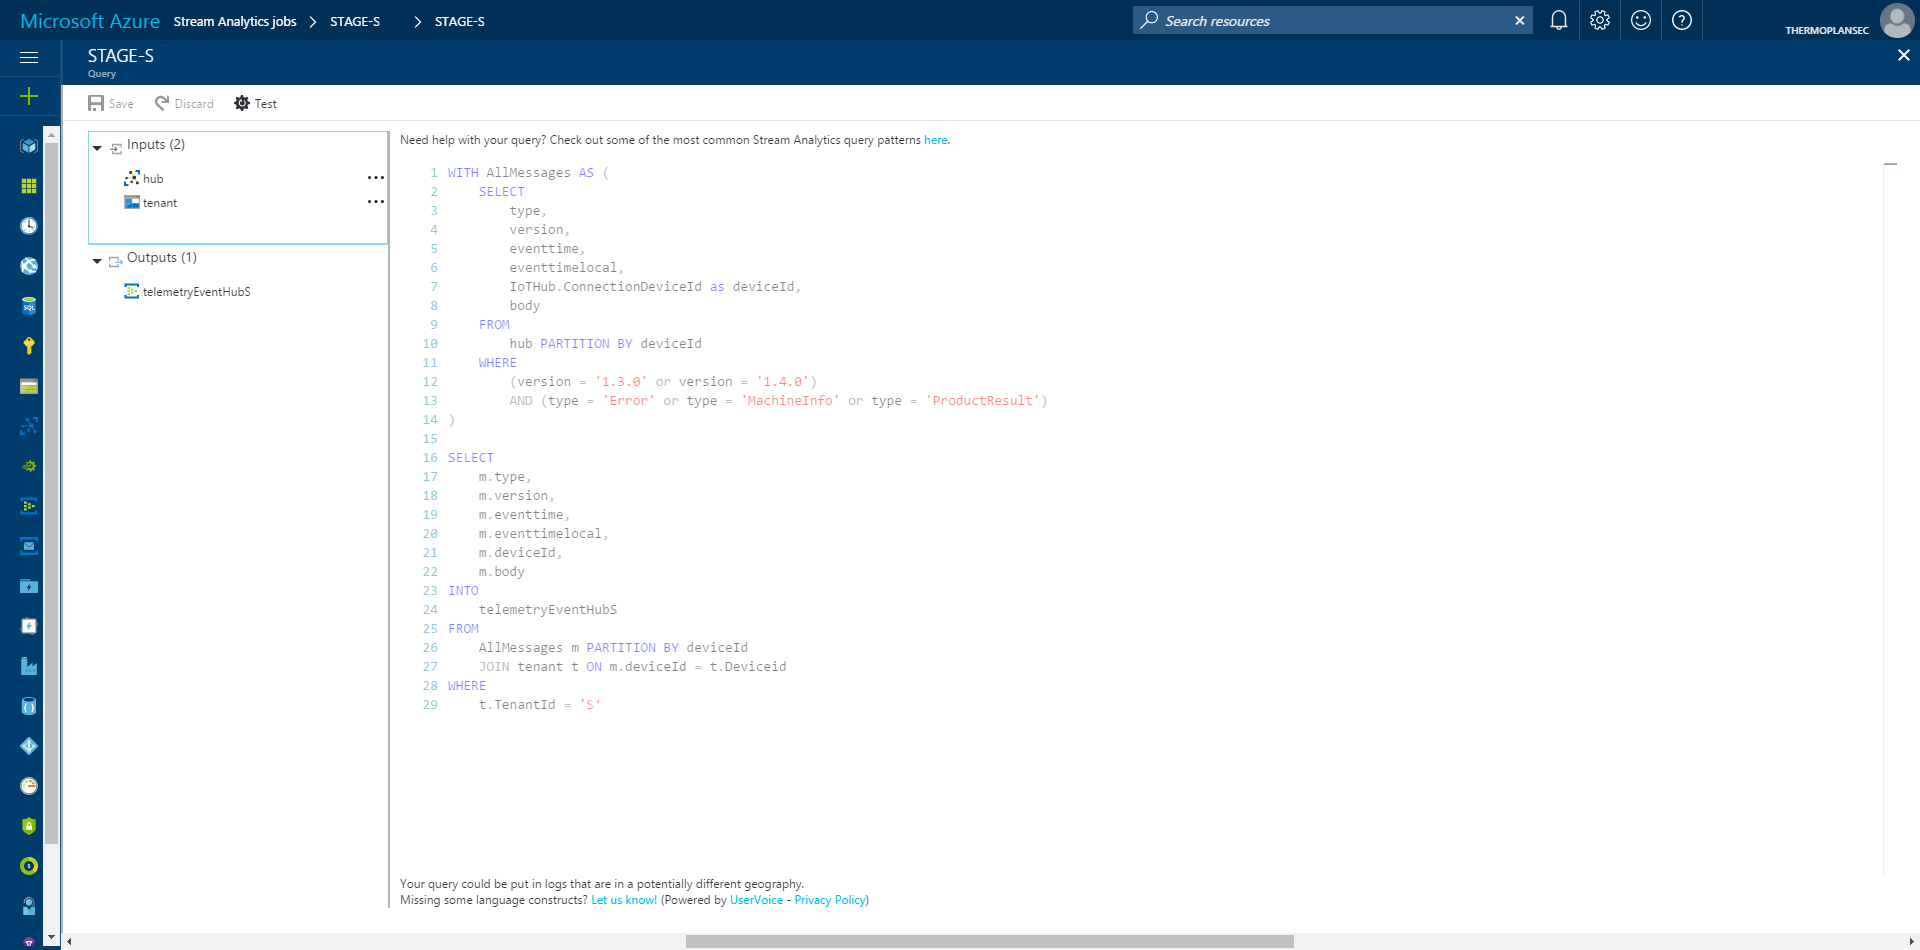 Microsoft Azure Stream Analytics jobs > STAGE-S > STAGE-S
Search resources
THERMOPLANSEC
STAGE-S
Query
Save Discard Test
Inputs (2)
hub
tenant
Outputs (1)
telemetryEventHubS
Need help with your query? Check out some of the most common Stream Analytics query patterns here.
1 WITH AllMessages AS (
2     SELECT
3         type,
4         version,
5         eventtime,
6         eventtimelocal,
7         IoTHub.ConnectionDeviceId as deviceId,
8         body
9     FROM
10         hub PARTITION BY deviceId
11     WHERE
12         (version = '1.3.0' or version = '1.4.0')
13         AND (type = 'Error' or type = 'MachineInfo' or type = 'ProductResult')
14 )
15
16 SELECT
17     m.type,
18     m.version,
19     m.eventtime,
20     m.eventtimelocal,
21     m.deviceId,
22     m.body
23 INTO
24     telemetryEventHubS
25 FROM
26     AllMessages m PARTITION BY deviceId
27     JOIN tenant t ON m.deviceId = t.Deviceid
28 WHERE
29     t.TenantId = 'S'
Your query could be put in logs that are in a potentially different geography.
Missing some language constructs? Let us know! (Powered by UserVoice - Privacy Policy)